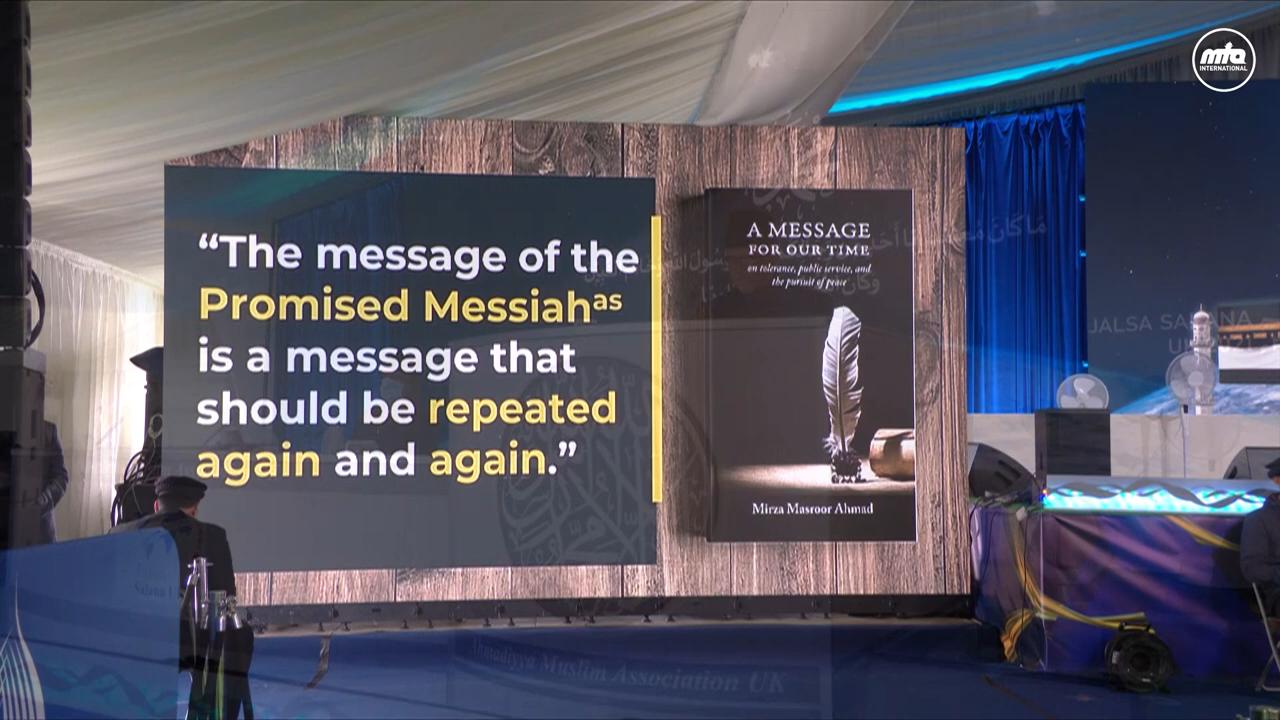 mta
INTERNATIONAL
“The message of the
Promised Messiahas
is a message that
should be repeated
again and again.”
A MESSAGE
FOR OUR TIME
on tolerance, public service, and
the pursuit of peace
Mirza Masroor Ahmad
مَا كَانَ
JALSA SALANA
Ahmadiyya Muslim Association UK